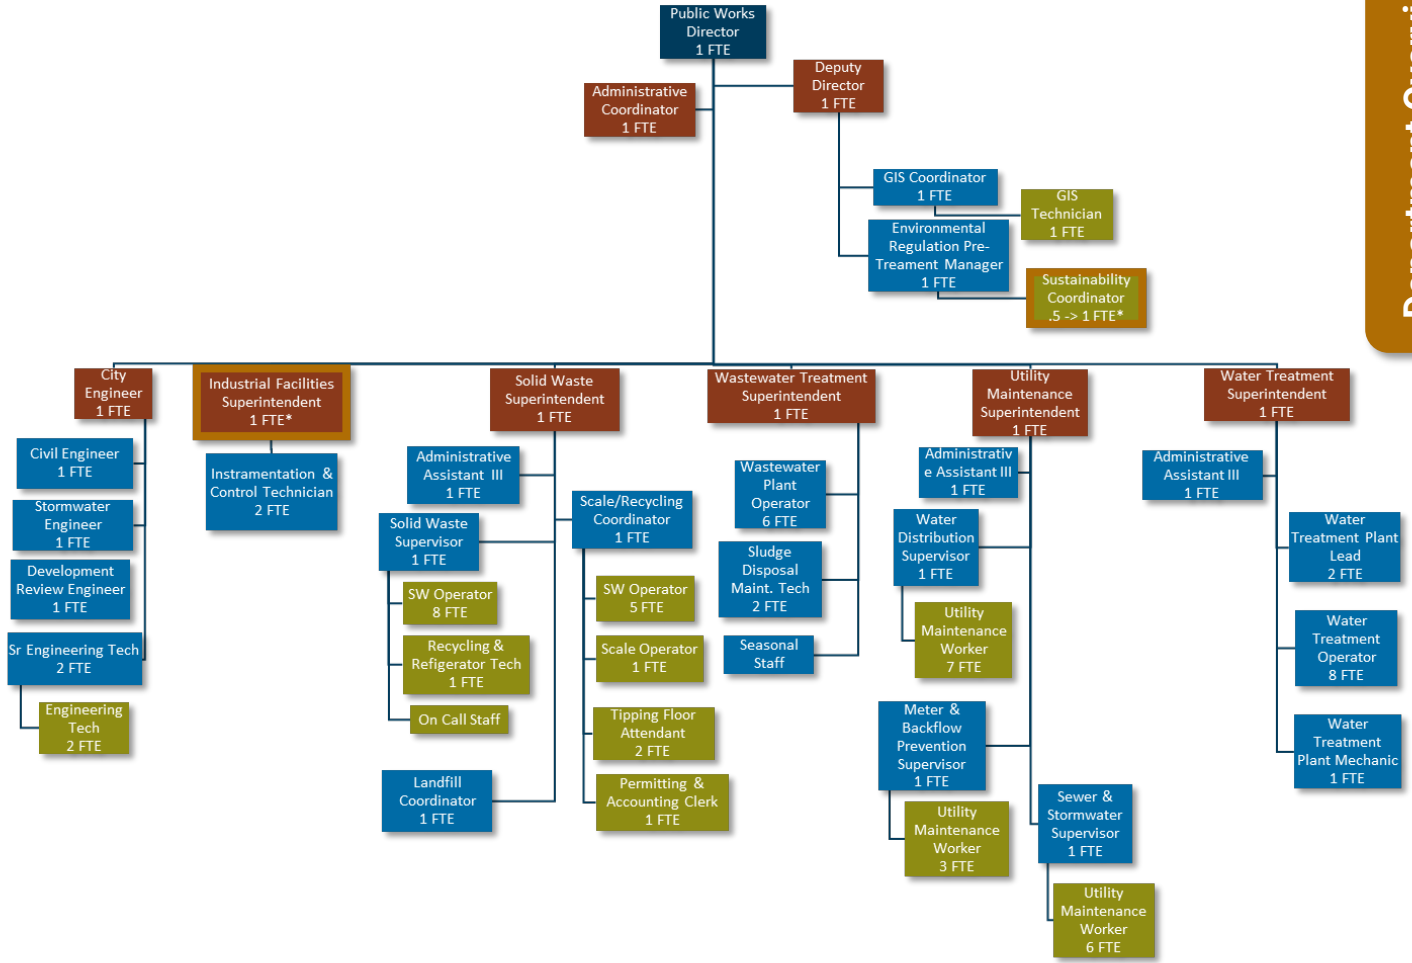 Public Works
Director
1 FTE
Deputy
Director
1 FTE
Administrative
Coordinator
1 FTE
GIS Coordinator
1 FTE
GIS
Technician
1 FTE
Environmental
Regulation Pre-
Treament Manager
1 FTE
Sustainability
Coordinator
.5 -> 1 FTE*
City
Engineer
1 FTE
Civil Engineer
1 FTE
Stormwater
Engineer
1 FTE
Development
Review Engineer
1 FTE
Sr Engineering Tech
2 FTE
Engineering
Tech
2 FTE
Industrial Facilities
Superintendent
1 FTE*
Instramentation &
Control Technician
2 FTE
Solid Waste
Superintendent
1 FTE
Administrative
Assistant III
1 FTE
Solid Waste
Supervisor
1 FTE
SW Operator
8 FTE
Recycling &
Refigerator Tech
1 FTE
On Call Staff
Landfill
Coordinator
1 FTE
Scale/Recycling
Coordinator
1 FTE
SW Operator
5 FTE
Scale Operator
1 FTE
Tipping Floor
Attendant
2 FTE
Permitting &
Accounting Clerk
1 FTE
Wastewater Treatment
Superintendent
1 FTE
Wastewater
Plant
Operator
6 FTE
Sludge
Disposal
Maint. Tech
2 FTE
Seasonal
Staff
Utility
Maintenance
Superintendent
1 FTE
Administrativ
e Assistant III
1 FTE
Water
Distribution
Supervisor
1 FTE
Utility
Maintenance
Worker
7 FTE
Meter &
Backflow
Prevention
Supervisor
1 FTE
Utility
Maintenance
Worker
3 FTE
Sewer &
Stormwater
Supervisor
1 FTE
Utility
Maintenance
Worker
6 FTE
Water Treatment
Superintendent
1 FTE
Administrative
Assistant III
1 FTE
Water
Treatment Plant
Lead
2 FTE
Water
Treatment
Operator
8 FTE
Water
Treatment
Plant Mechanic
1 FTE